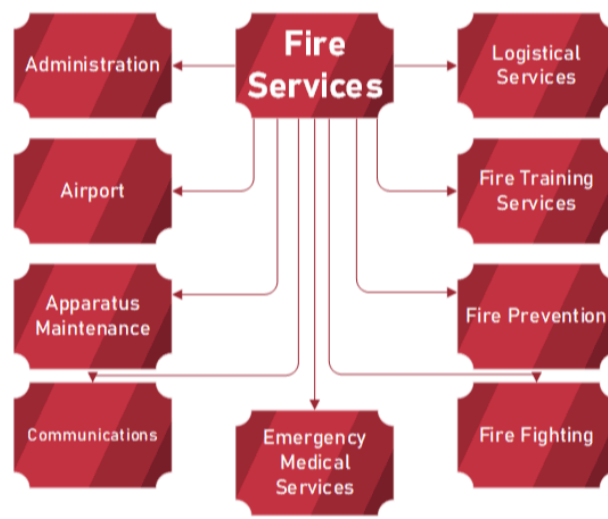 Fire
Services
Administration
Logistical
Services
Airport
Fire Training
Services
Apparatus
Maintenance
Fire Prevention
Communications
Emergency
Medical
Services
Fire Fighting